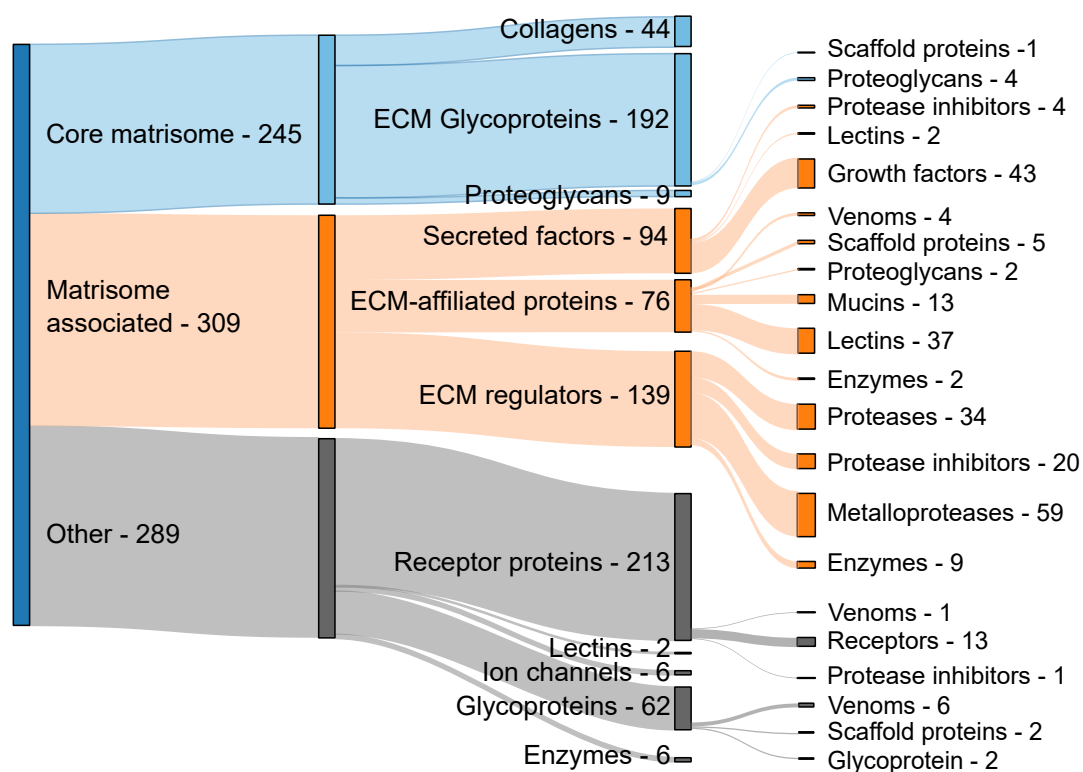 Core matrisome - 245
Matrisome
associated - 309
Other - 289
Collagens - 44
ECM Glycoproteins - 192
Proteoglycans - 9
Secreted factors - 94
ECM-affiliated proteins - 76
ECM regulators - 139
Receptor proteins - 213
Lectins - 2
Ion channels - 6
Glycoproteins - 62
Enzymes - 6
Scaffold proteins -1
Proteoglycans - 4
Protease inhibitors - 4
Lectins - 2
Growth factors - 43
Venoms - 4
Scaffold proteins - 5
Proteoglycans - 2
Mucins - 13
Lectins - 37
Enzymes - 2
Proteases - 34
Protease inhibitors - 20
Metalloproteases - 59
Enzymes - 9
Venoms - 1
Receptors - 13
Protease inhibitors - 1
Venoms - 6
Scaffold proteins - 2
Glycoprotein - 2